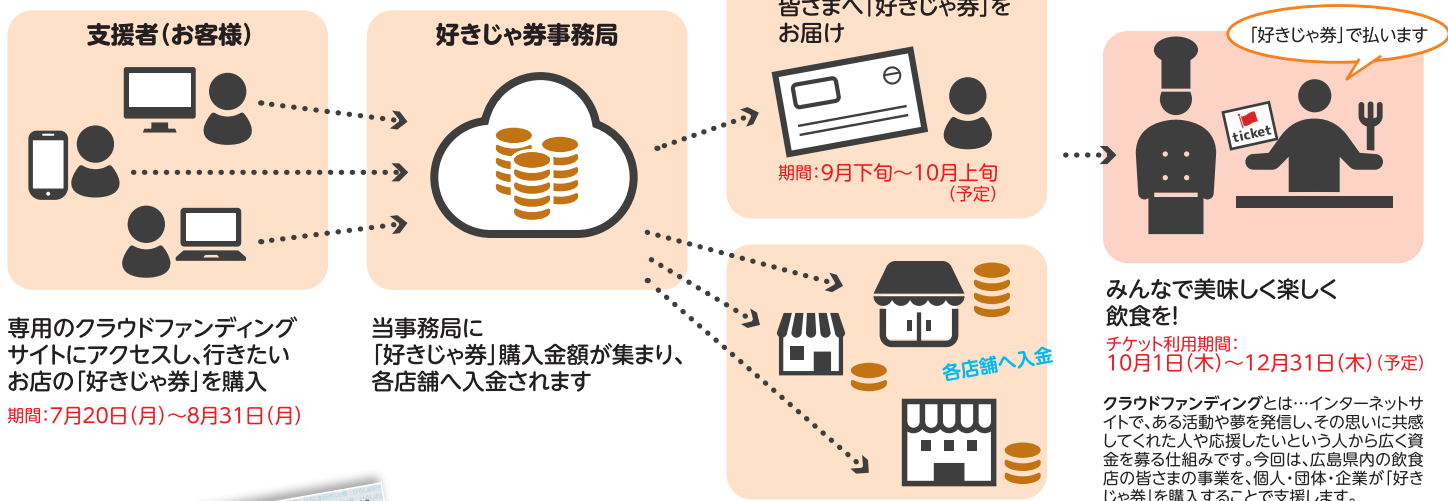 支援者(お客様)
専用のクラウドファンディング
サイトにアクセスし、行きたい
お店の「好きじゃ券」を購入
期間:7月20日(月)~8月31日(月)
好きじゃ券事務局
当事務局に
「好きじゃ券」購入金額が集まり、
各店舗へ入金されます
皆さまへ「好きじゃ券」を
お届け
期間:9月下旬~10月上旬
(予定)
各店舗へ入金
「好きじゃ券」で払います
ticket
みんなで美味しく楽しく
飲食を!
チケット利用期間:
10月1日(木)~12月31日(木)(予定)
クラウドファンディングとは…インターネットサ
イトで、ある活動や夢を発信し、その思いに共感
してくれた人や応援したいという人から広く資
金を募る仕組みです。今回は、広島県内の飲食
店の皆さまの事業を、個人・団体・企業が「好き
じゃ券」を購入することで支援します。